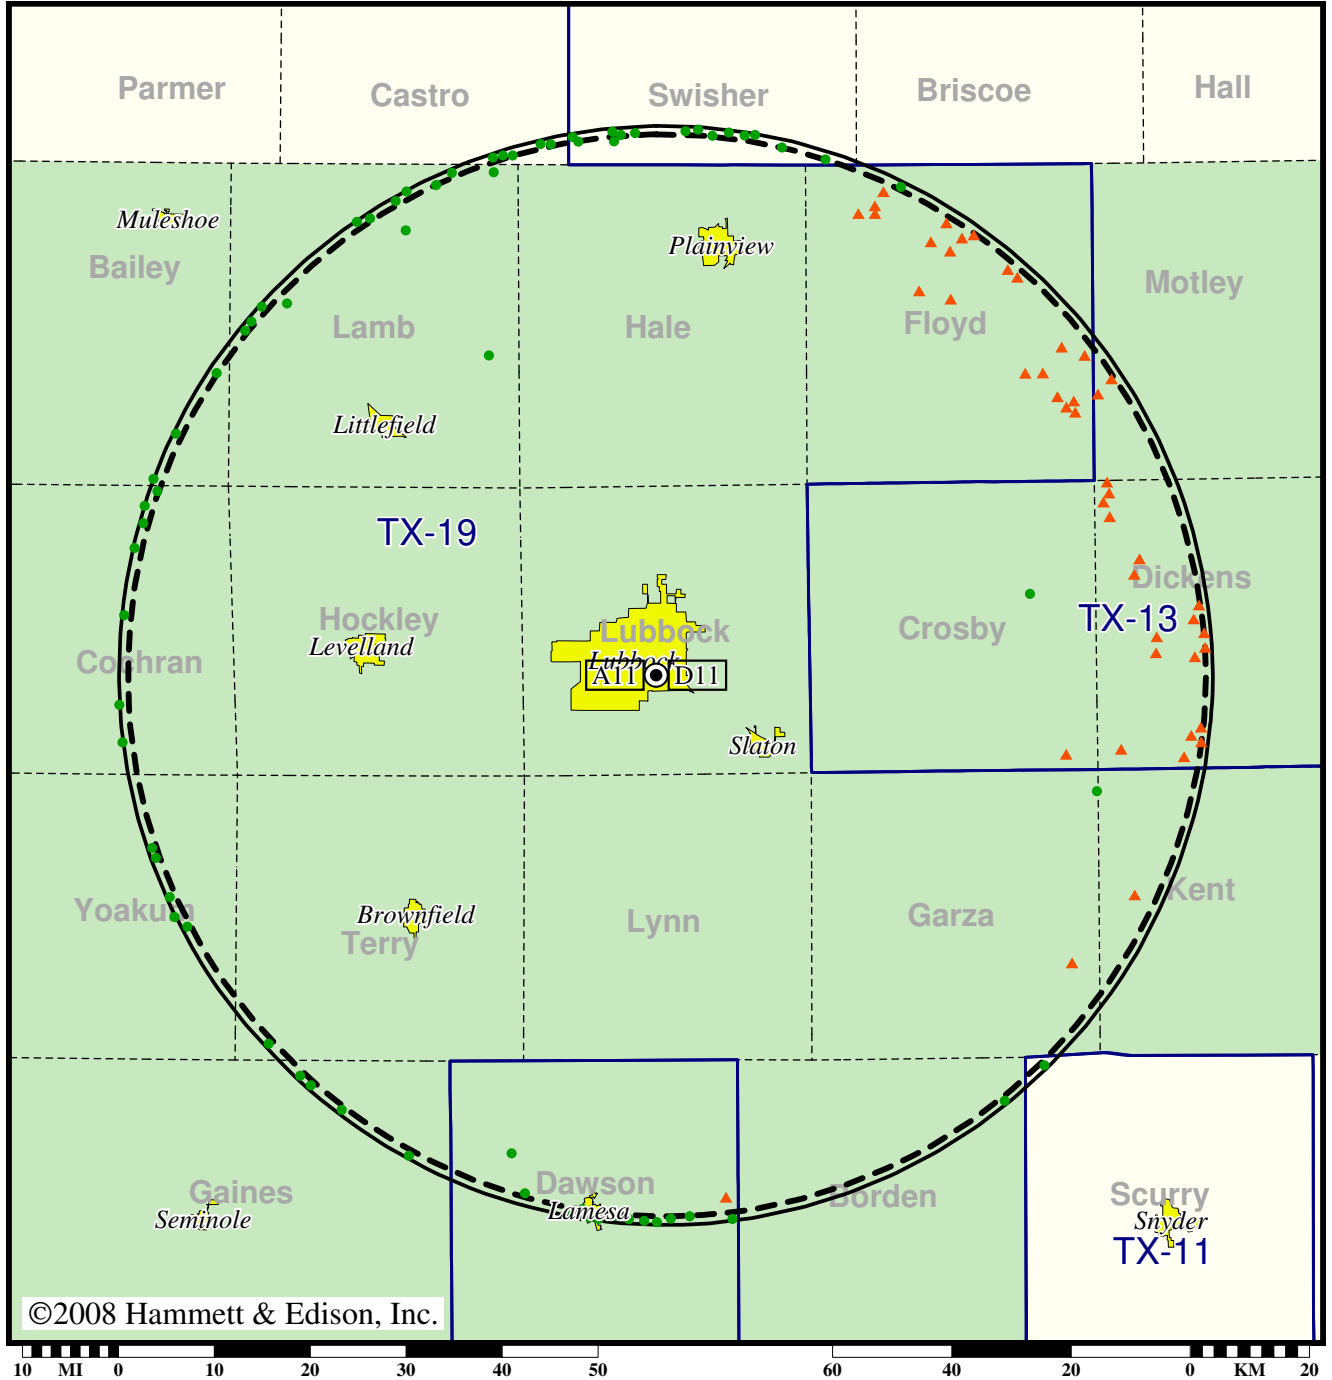 Parmer
Castro
Swisher
Briscoe
Hall
Muleshoe
Bailey
Plainview
Motley
Lamb
Hale
Floyd
Littlefield
TX-19
Dickens
Hockley
Levelland
Lubbock
Lubbock
A11
D11
Crosby
TX-13
Cochran
Slaton
Yoakum
Brownfield
Terry
Lynn
Garza
Kent
Gaines
Seminole
Dawson
Lamesa
Borden
Scurry
Snyder
TX-11
©2008 Hammett & Edison, Inc.
10 MI 0 10 20 30 40 50 60 40 20 0 KM 20